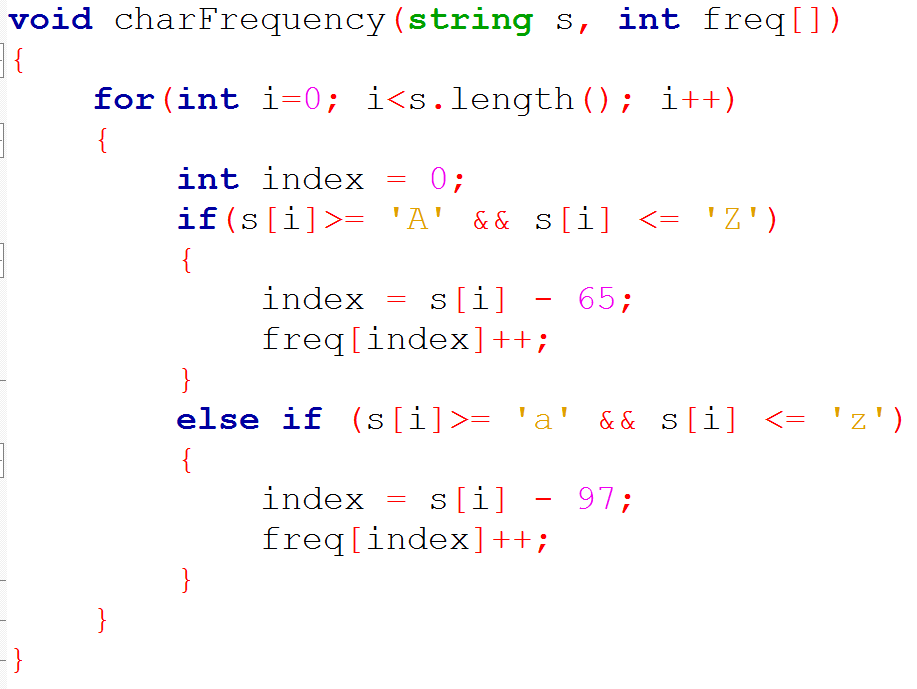 void charFrequency(string s, int freq[])
{
    for(int i=0; i<s.length(); i++)
    {
        int index = 0;
        if(s[i]>= 'A' && s[i] <= 'Z')
        {
            index = s[i] - 65;
            freq[index]++;
        }
        else if (s[i]>= 'a' && s[i] <= 'z')
        {
            index = s[i] - 97;
            freq[index]++;
        }
    }
}